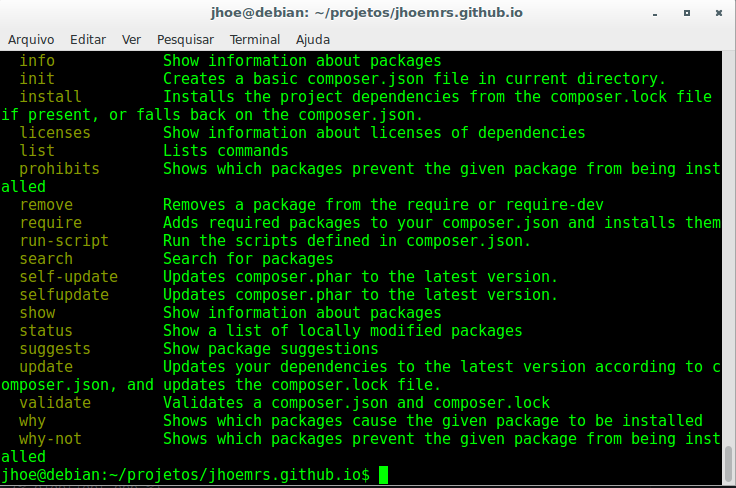 jhoe@debian: ~/projetos/jhoemrs.github.io
Arquivo Editar Ver Pesquisar Terminal Ajuda
info Show information about packages
init Creates a basic composer.json file in current directory.
install Installs the project dependencies from the composer.lock file
if present, or falls back on the composer.json.
licenses Show information about licenses of dependencies
list Lists commands
prohibits Shows which packages prevent the given package from being inst
alled
remove Removes a package from the require or require-dev
require Adds required packages to your composer.json and installs them
run-script Run the scripts defined in composer.json.
search Search for packages
self-update Updates composer.phar to the latest version.
selfupdate Updates composer.phar to the latest version.
show Show information about packages
status Show a list of locally modified packages
suggests Show package suggestions
update Updates your dependencies to the latest version according to c
omposer.json, and updates the composer.lock file.
validate Validates a composer.json and composer.lock
why Shows which packages cause the given package to be installed
why-not Shows which packages prevent the given package from being inst
alled
jhoe@debian:~/projetos/jhoemrs.github.io$